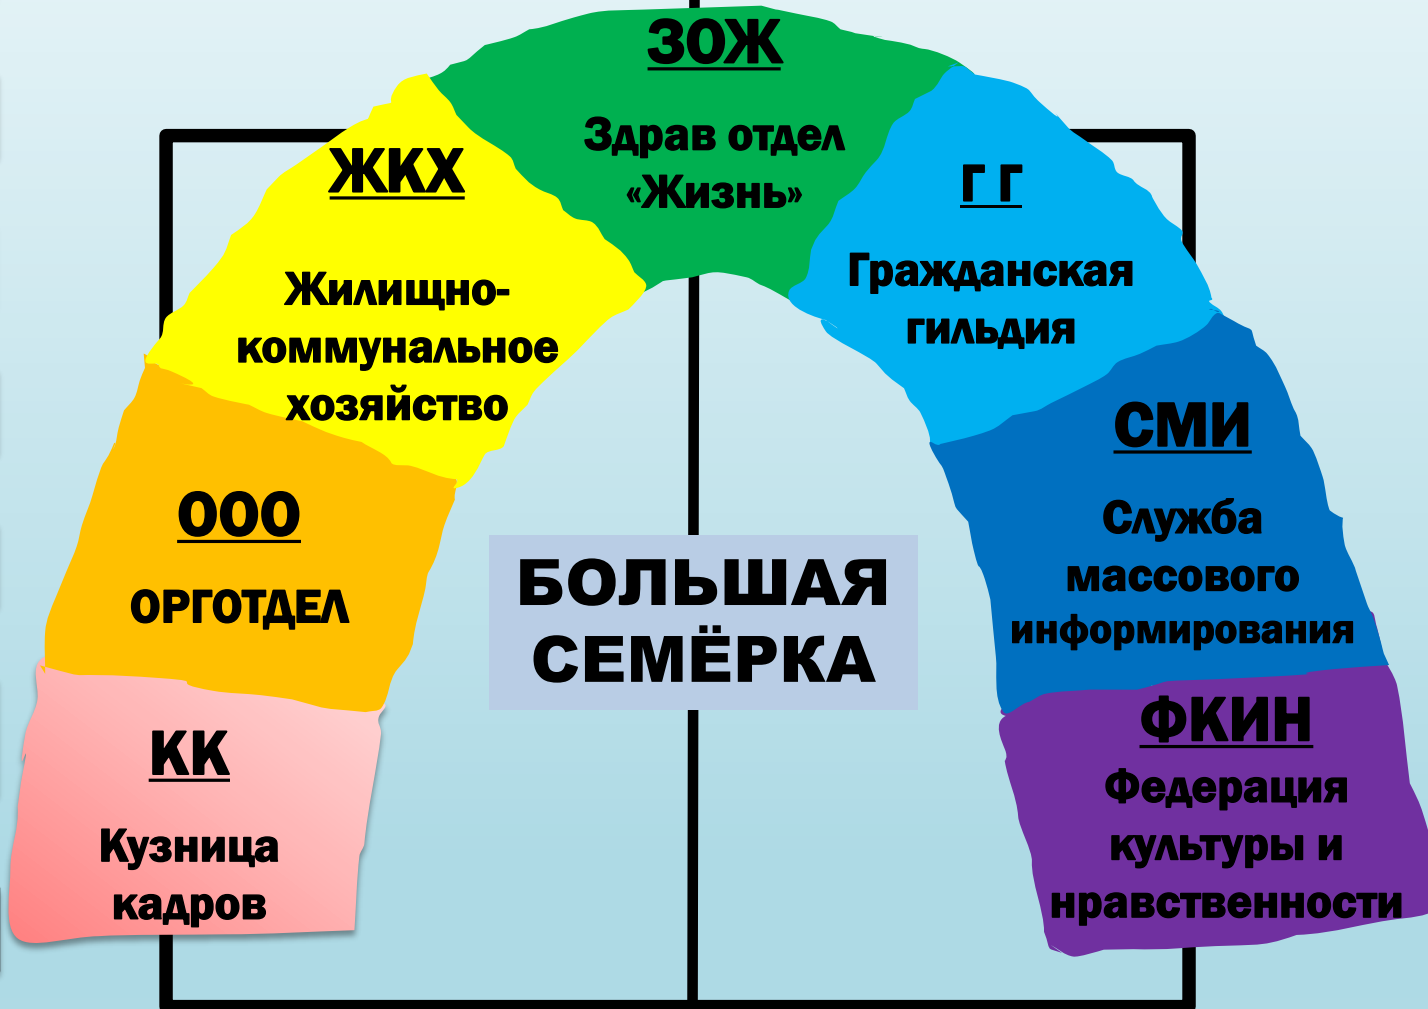 ЗОЖ
Здрав отдел
«Жизнь»
ЖКХ
Жилищно-
коммунальное
хозяйство
Г Г
Гражданская
гильдия
ООО
ОРГОТДЕЛ
СМИ
Служба
массового
информирования
БОЛЬШАЯ
СЕМЁРКА
КК
Кузница
кадров
ФКИН
Федерация
культуры и
нравственности